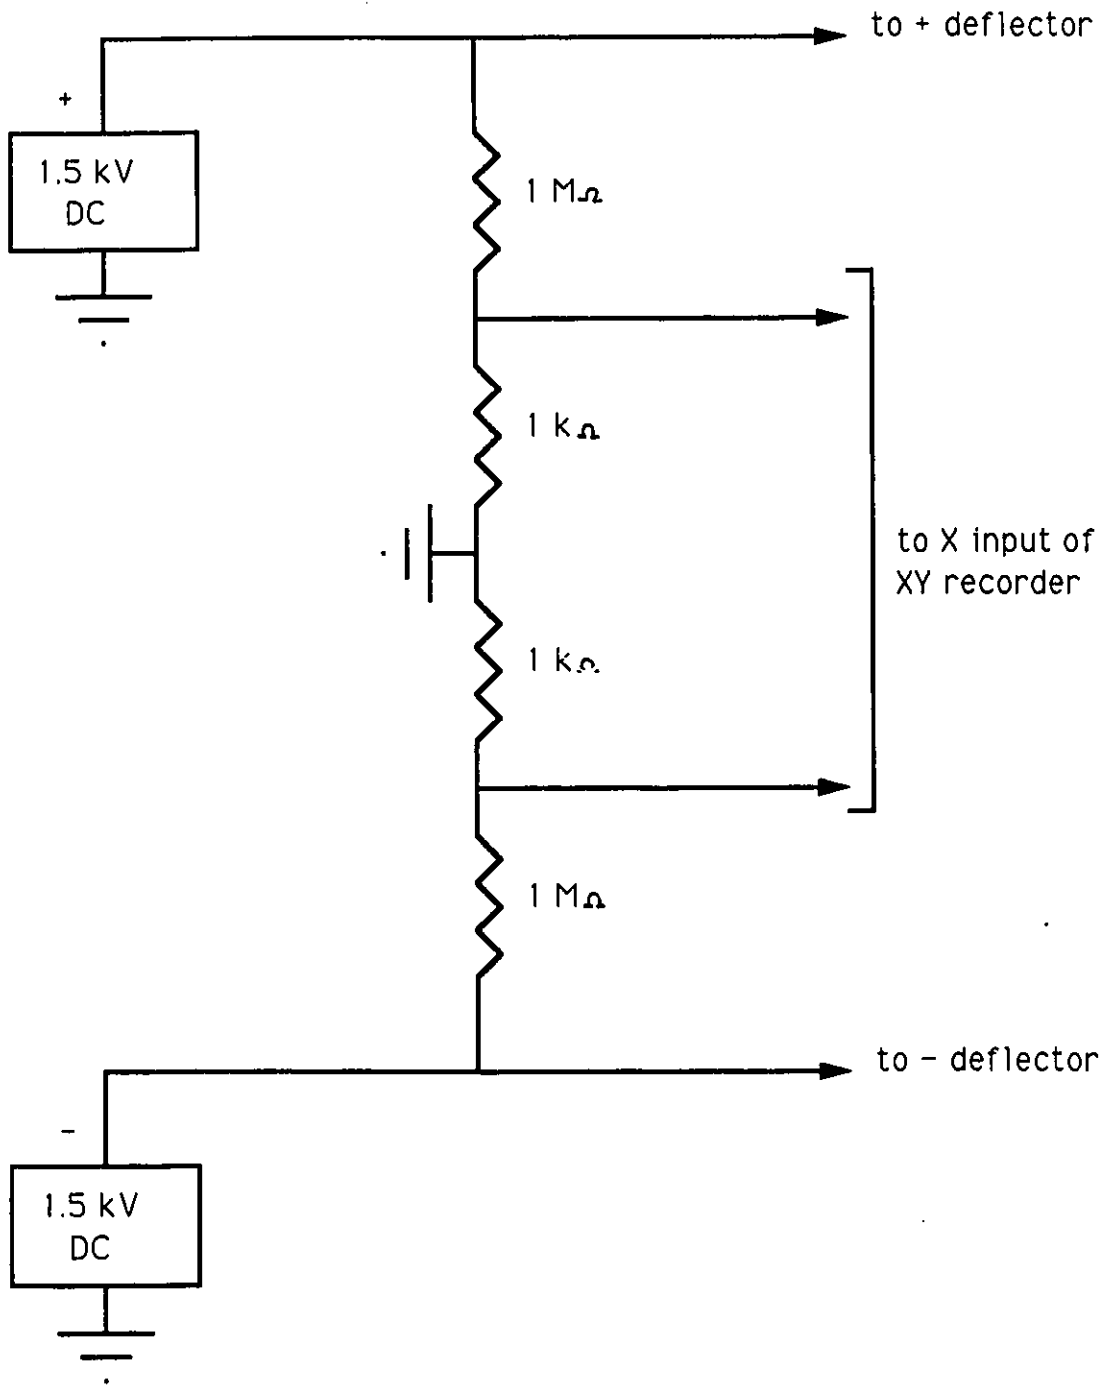 to + deflector
+
1.5 kV
DC
1 MΩ
1 kΩ
to X input of
XY recorder
1 kΩ
1 MΩ
to - deflector
-
1.5 kV
DC